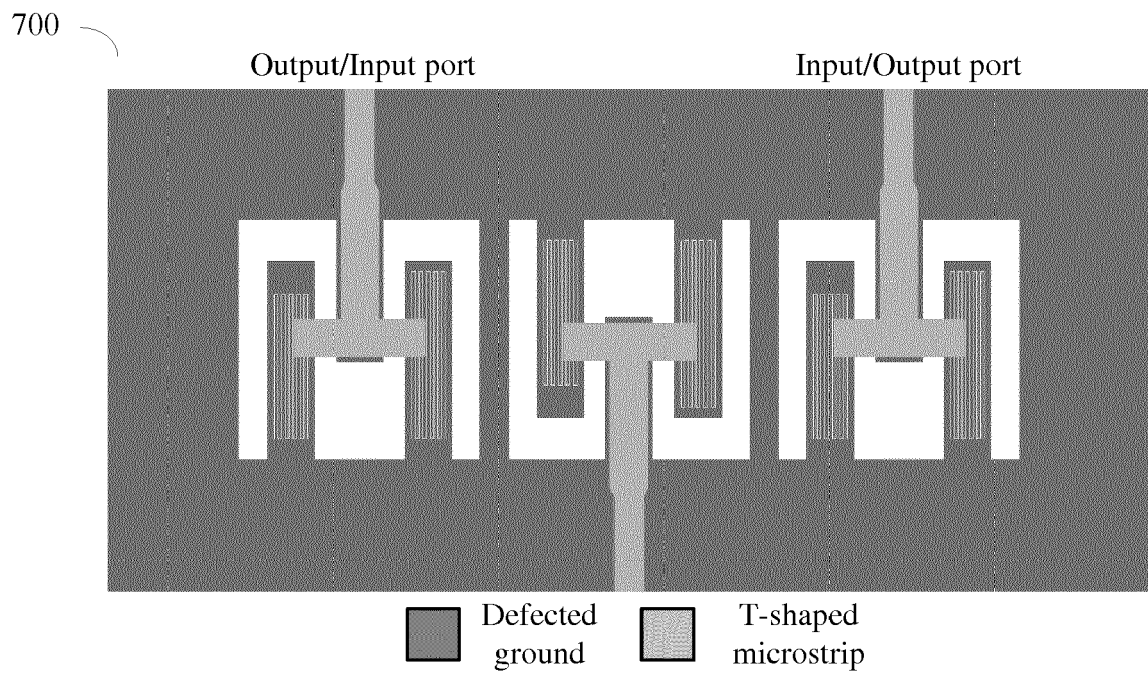 700
Output/Input port
Input/Output port
Defected
ground
T-shaped
microstrip